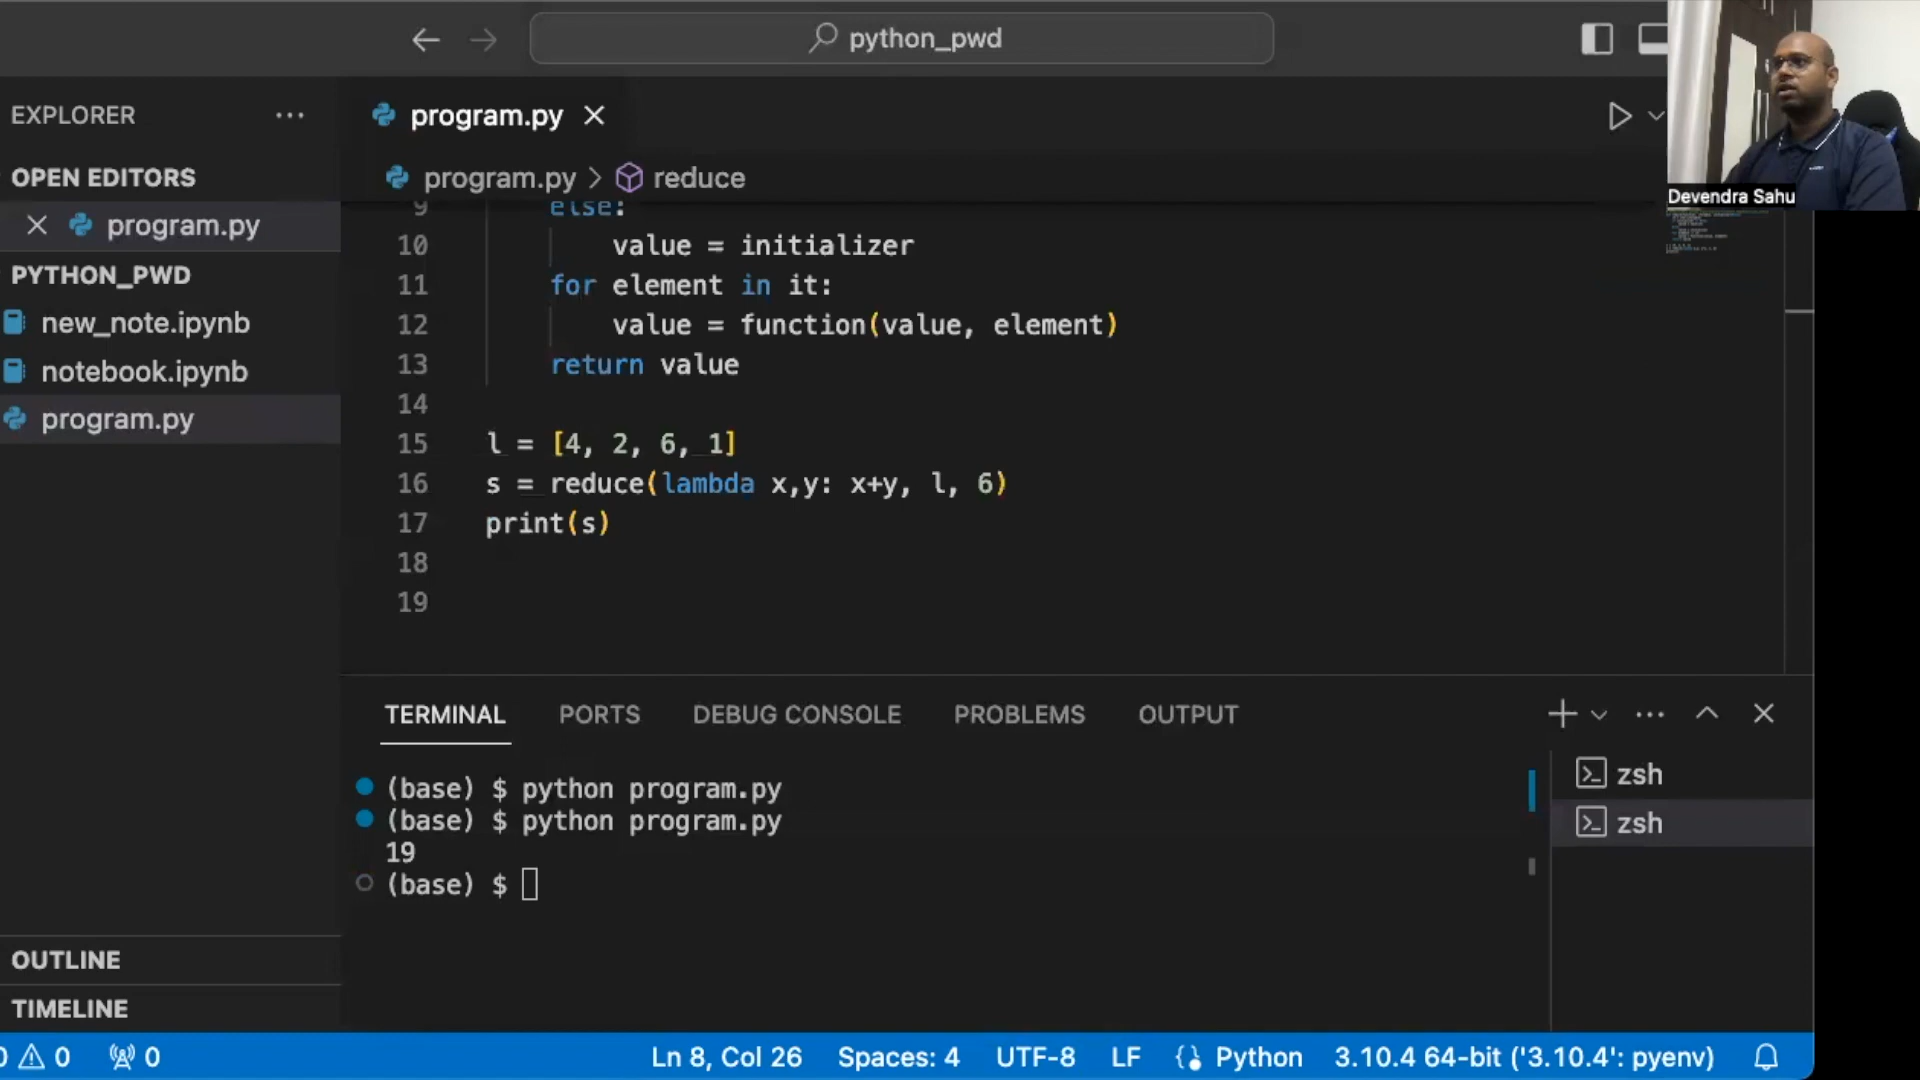 python_pwd
EXPLORER
program.py
Devendra Sahu
program.py > reduce
OPEN EDITORS
program.py
PYTHON_PWD
new_note.ipynb
notebook.ipynb
program.py
9 else:
10 value = initializer
11 for element in it:
12 value = function(value, element)
13 return value
14
15 l = [4, 2, 6, 1]
16 s = reduce(lambda x,y: x+y, l, 6)
17 print(s)
18
19
TERMINAL PORTS DEBUG CONSOLE PROBLEMS OUTPUT
(base) $ python program.py
(base) $ python program.py
19
(base) $
zsh
zsh
OUTLINE
TIMELINE
0 0 0 Ln 8, Col 26 Spaces: 4 UTF-8 LF Python 3.10.4 64-bit ('3.10.4': pyenv)